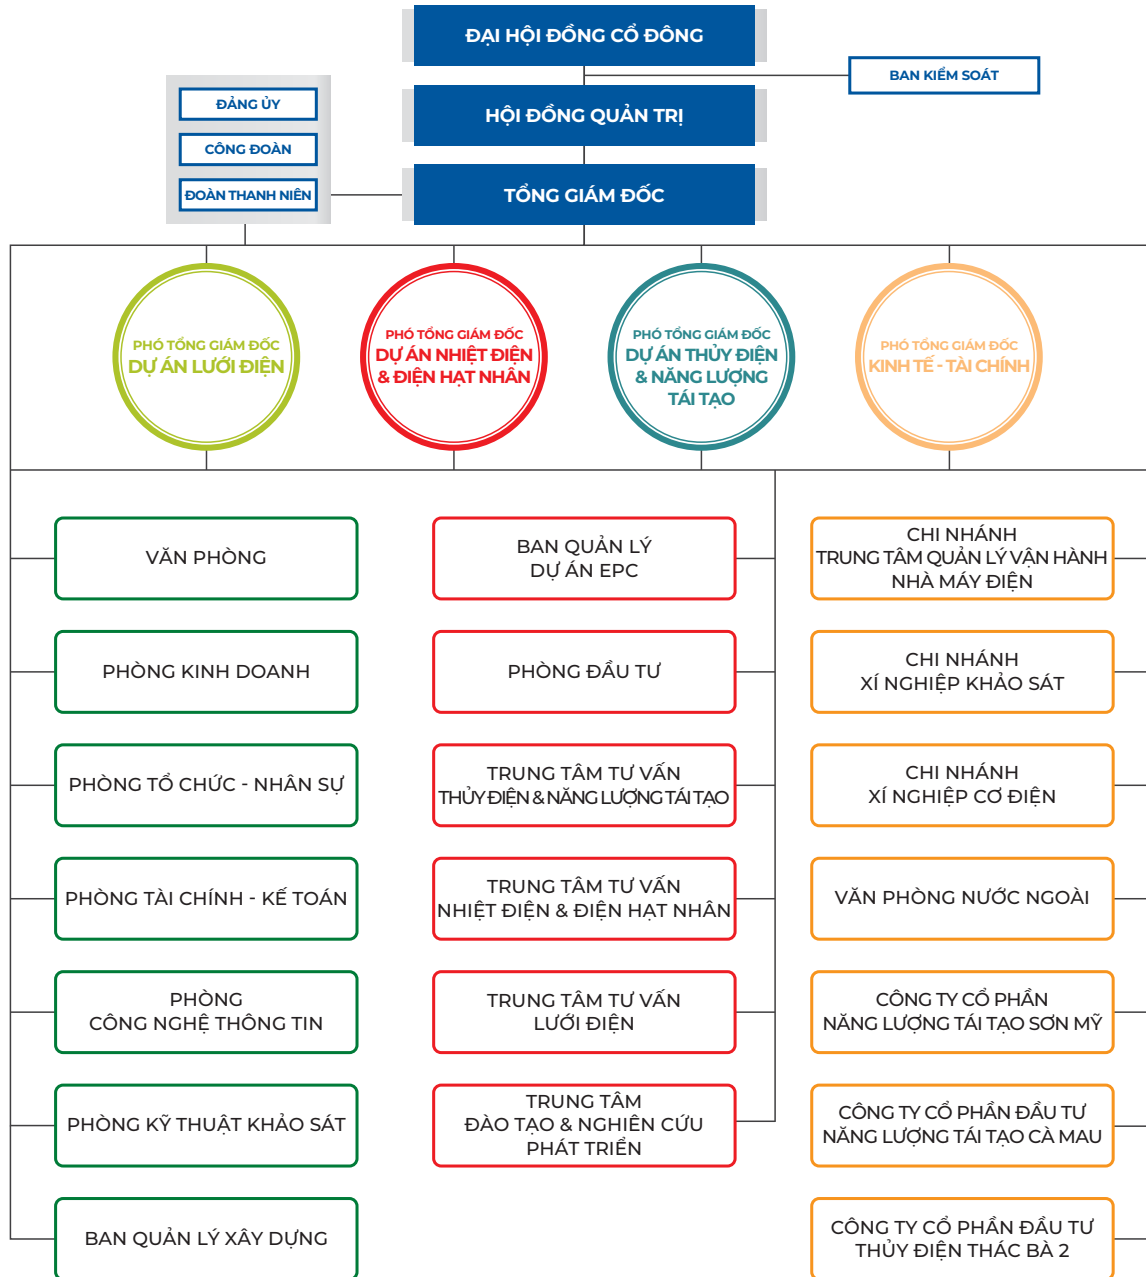 ĐẠI HỘI ĐỒNG CỔ ĐÔNG
BAN KIỂM SOÁT
ĐẢNG ỦY
CÔNG ĐOÀN
ĐOÀN THANH NIÊN
HỘI ĐỒNG QUẢN TRỊ
TỔNG GIÁM ĐỐC
PHÓ TỔNG GIÁM ĐỐC
DỰ ÁN LƯỚI ĐIỆN
PHÓ TỔNG GIÁM ĐỐC
DỰ ÁN NHIỆT ĐIỆN
& ĐIỆN HẠT NHÂN
PHÓ TỔNG GIÁM ĐỐC
DỰ ÁN THỦY ĐIỆN
& NĂNG LƯỢNG
TÁI TẠO
PHÓ TỔNG GIÁM ĐỐC
KINH TẾ - TÀI CHÍNH
VĂN PHÒNG
PHÒNG KINH DOANH
PHÒNG TỔ CHỨC - NHÂN SỰ
PHÒNG TÀI CHÍNH - KẾ TOÁN
PHÒNG
CÔNG NGHỆ THÔNG TIN
PHÒNG KỸ THUẬT KHẢO SÁT
BAN QUẢN LÝ XÂY DỰNG
BAN QUẢN LÝ
DỰ ÁN EPC
PHÒNG ĐẦU TƯ
TRUNG TÂM TƯ VẤN
THỦY ĐIỆN & NĂNG LƯỢNG TÁI TẠO
TRUNG TÂM TƯ VẤN
NHIỆT ĐIỆN & ĐIỆN HẠT NHÂN
TRUNG TÂM TƯ VẤN
LƯỚI ĐIỆN
TRUNG TÂM
ĐÀO TẠO & NGHIÊN CỨU
PHÁT TRIỂN
CHI NHÁNH
TRUNG TÂM QUẢN LÝ VẬN HÀNH
NHÀ MÁY ĐIỆN
CHI NHÁNH
XÍ NGHIỆP KHẢO SÁT
CHI NHÁNH
XÍ NGHIỆP CƠ ĐIỆN
VĂN PHÒNG NƯỚC NGOÀI
CÔNG TY CỔ PHẦN
NĂNG LƯỢNG TÁI TẠO SƠN MỸ
CÔNG TY CỔ PHẦN ĐẦU TƯ
NĂNG LƯỢNG TÁI TẠO CÀ MAU
CÔNG TY CỔ PHẦN ĐẦU TƯ
THỦY ĐIỆN THÁC BÀ 2